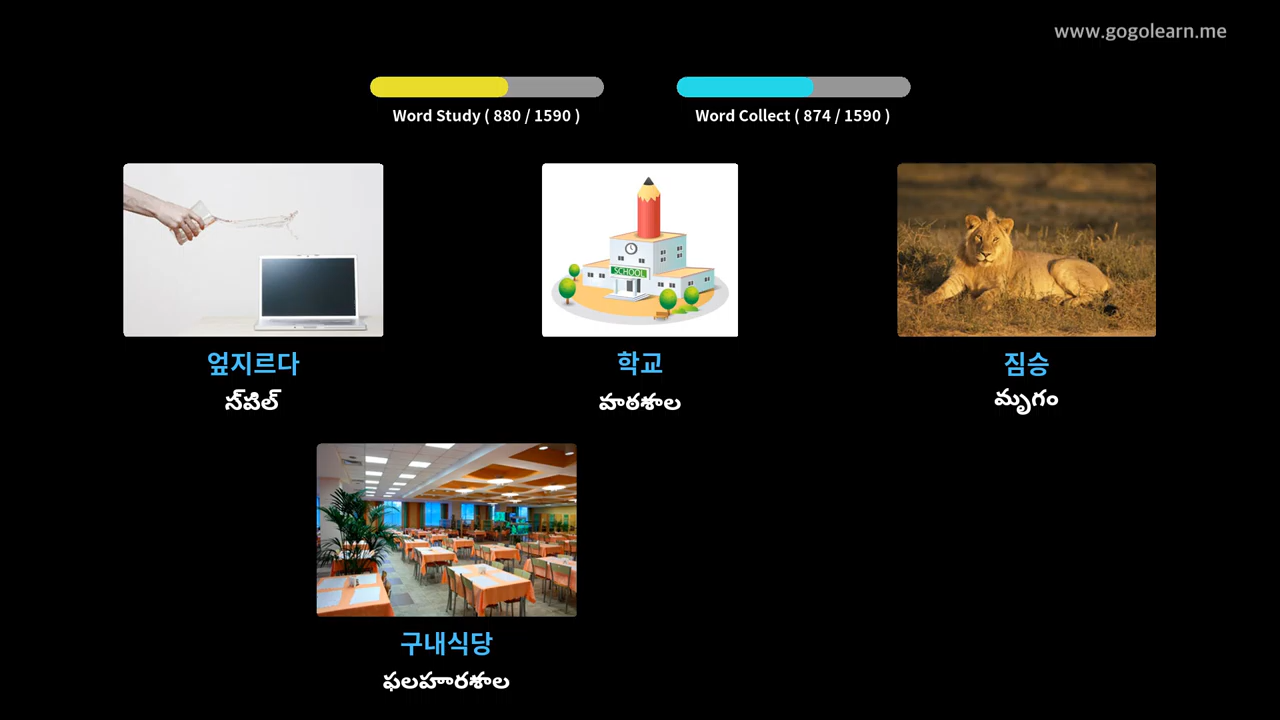 www.gogolearn.me
Word Study ( 880 / 1590 )
Word Collect ( 874 / 1590 )
SCHOOL
엎지르다
స్‌పిల్
학교
పాఠశాల
짐승
మృగం
구내식당
ఫలహారశాల